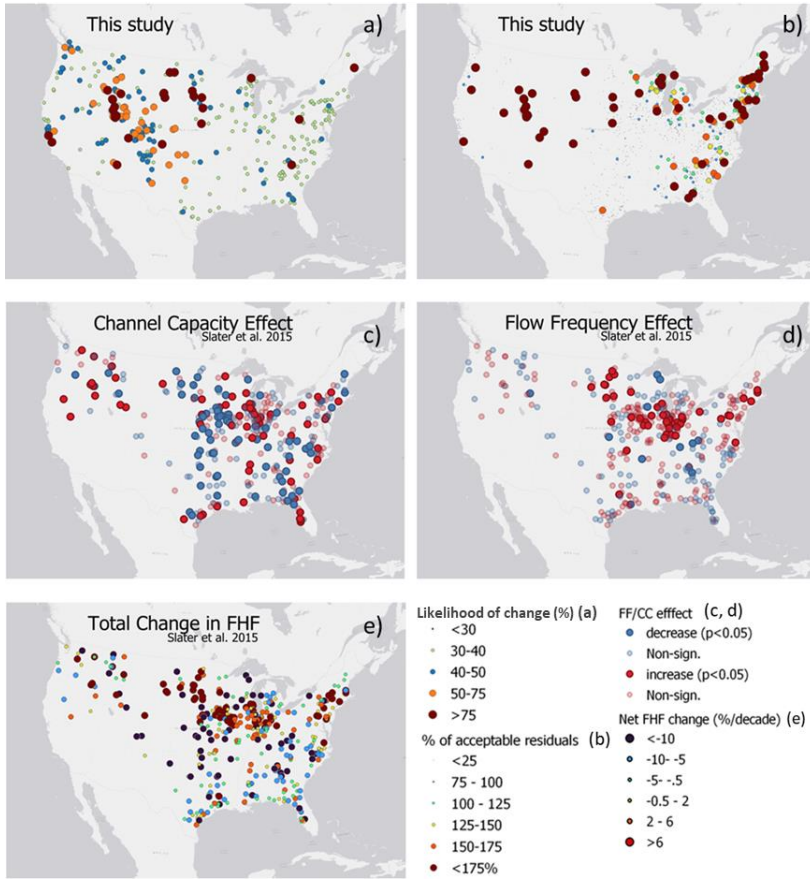 This study
a)
This study
b)
Channel Capacity Effect
Slater et al. 2015
c)
Flow Frequency Effect
Slater et al. 2015
d)
Total Change in FHF
Slater et al. 2015
e)
Likelihood of change (%) (a)
<30
30-40
40-50
50-75
>75
% of acceptable residuals (b)
<25
75 - 100
100 - 125
125-150
150-175
<175%
FF/CC efffect (c, d)
decrease (p<0.05)
Non-sign.
increase (p<0.05)
Non-sign.
Net FHF change (%/decade) (e)
<-10
-10- -5
-5- -.5
-0.5 - 2
2 - 6
>6